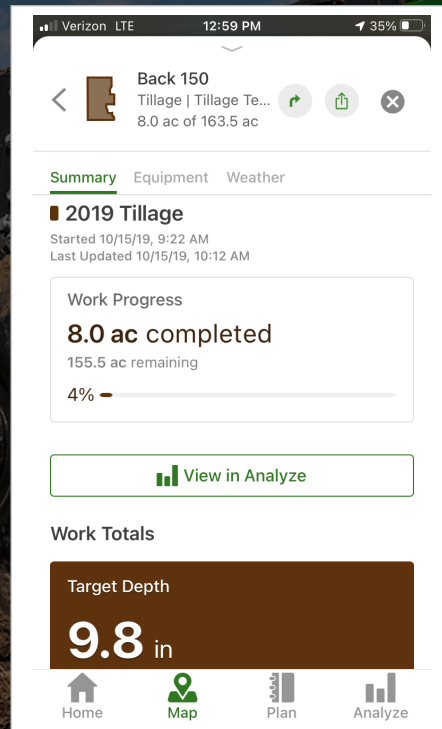 Verizon LTE 12:59 PM 35%
Back 150
Tillage | Tillage Te...
8.0 ac of 163.5 ac
Summary Equipment Weather
2019 Tillage
Started 10/15/19, 9:22 AM
Last Updated 10/15/19, 10:12 AM
Work Progress
8.0 ac completed
155.5 ac remaining
4%
View in Analyze
Work Totals
Target Depth
9.8 in
Home Map Plan Analyze